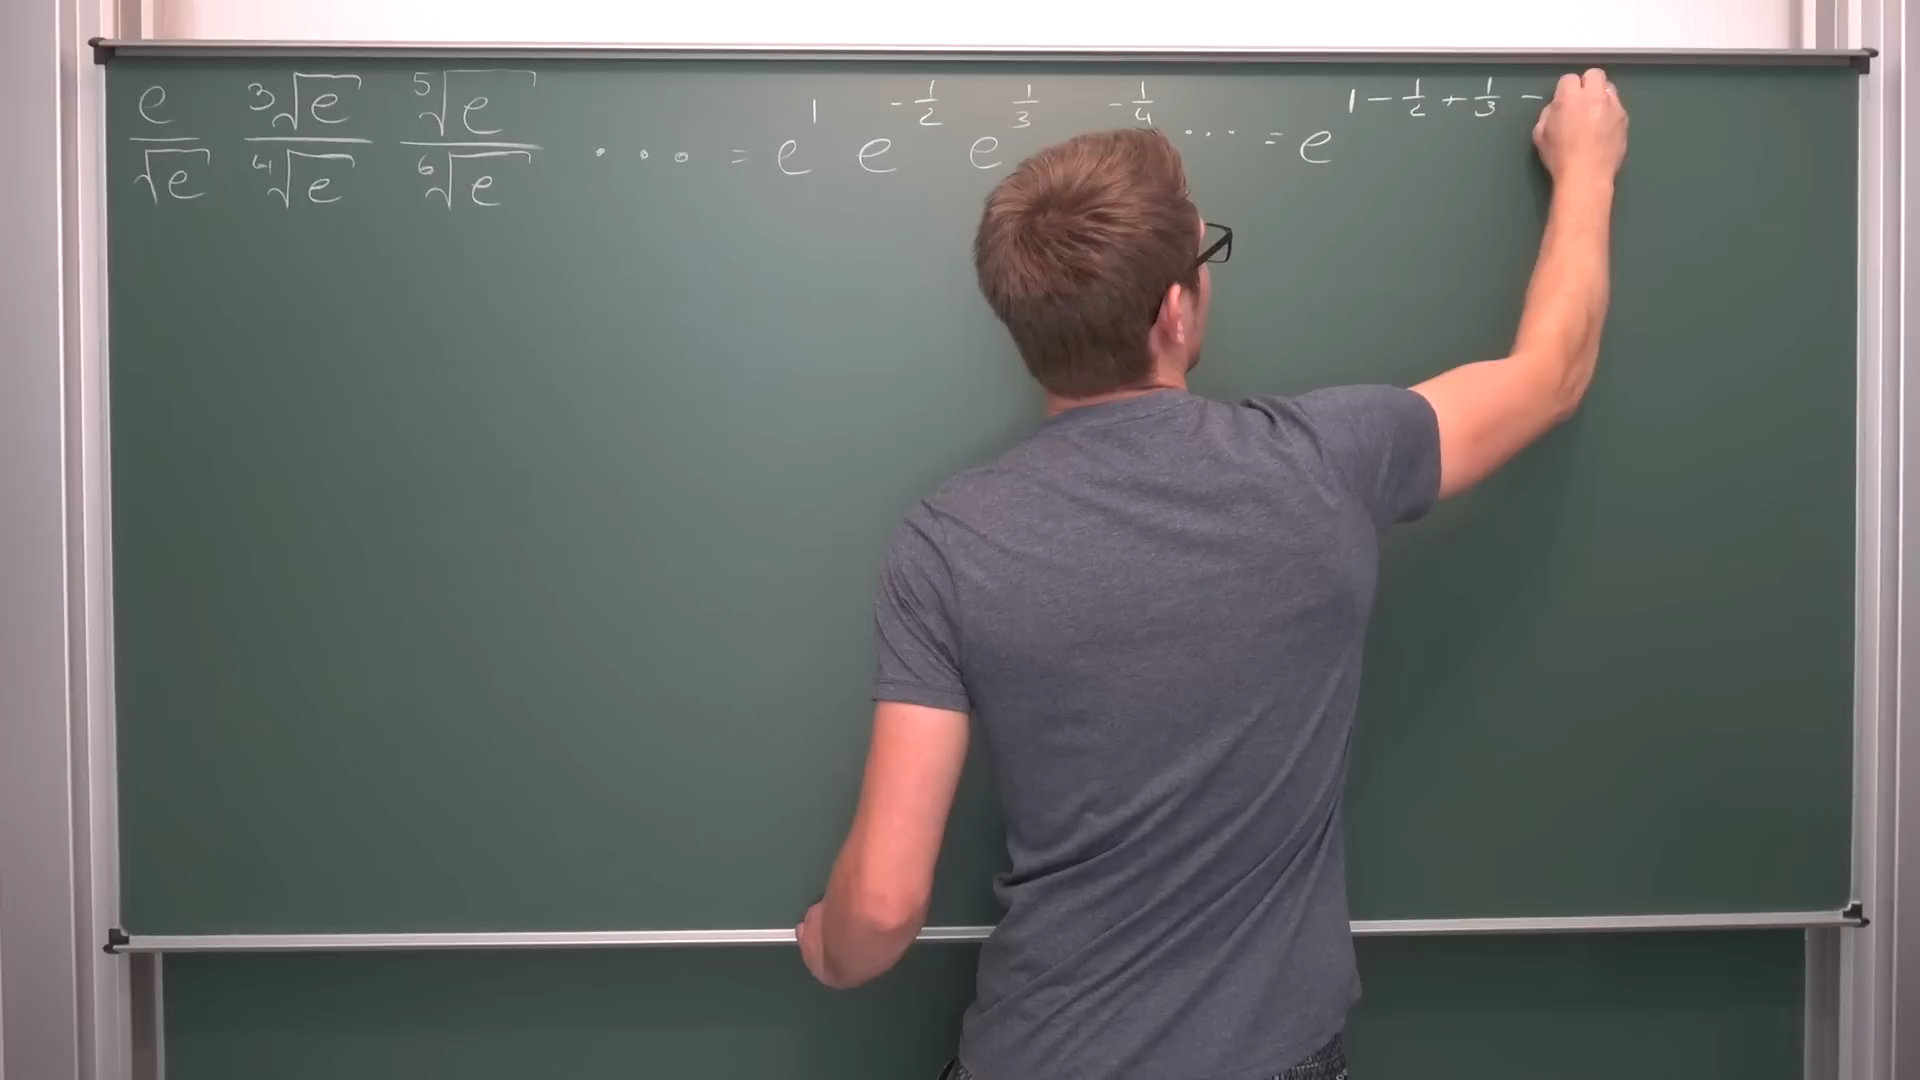 e/√e ∛e/∜e ⁵√e/⁶√e ... = e^1 e^{-1/2} e^{1/3} ^{-1/4} ... = e^{1 - 1/2 + 1/3 -